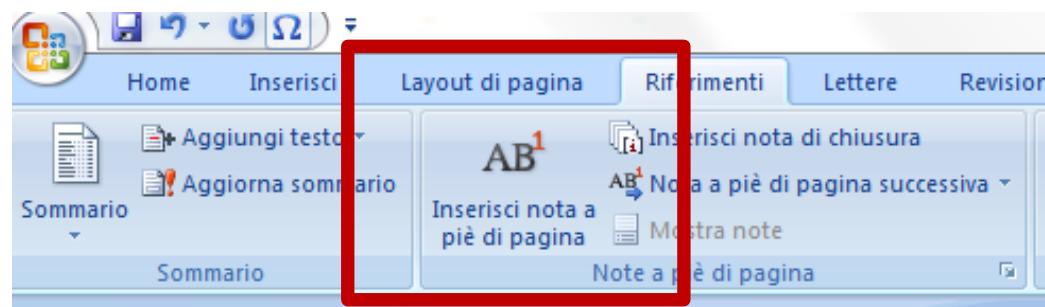 Home Inserisci Layout di pagina Riferimenti Lettere Revision
Aggiungi testo
Aggiorna sommario
Sommario
Sommario
AB1
Inserisci nota a
piè di pagina
Inserisci nota di chiusura
AB1 Nota a piè di pagina successiva
Mostra note
Note a piè di pagina